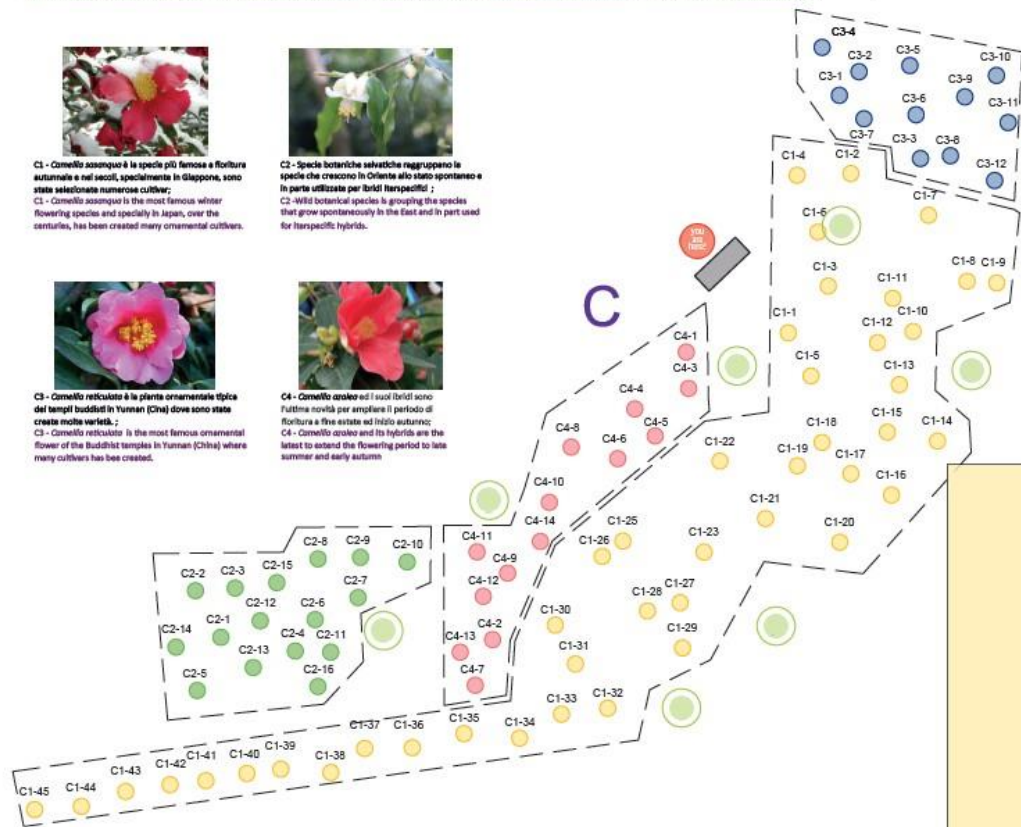 C1 - Camellia sasanqua è la specie più famosa a fioritura
autunnale e nei secoli, specialmente in Giappone, sono
state selezionate numerose cultivar;
C1 - Camellia sasanqua is the most famous winter
flowering species and specially in Japan, over the
centuries, has been created many ornamental cultivars.
C2 - Specie botaniche selvatiche raggruppano le
specie che crescono in Oriente allo stato spontaneo e
in parte utilizzate per ibridi iterspecifici ;
C2 -Wild botanical species is grouping the species
that grow spontaneously in the East and in part used
for iterspecific hybrids.
C3 - Camellia reticulata è la pianta ornamentale tipica
dei templi buddisti in Yunnan (Cina) dove sono state
create molte varietà. ;
C3 - Camellia reticulata is the most famous ornamental
flower of the Buddhist temples in Yunnan (China) where
many cultivars has bee created.
C4 - Camellia azalea ed i suoi ibridi sono
l'ultima novità per ampliare il periodo di
fioritura a fine estate ed inizio autunno;
C4 - Camellia azalea and its hybrids are the
latest to extend the flowering period to late
summer and early autumn
you
are
here!
C
C3-4
C3-2
C3-5
C3-10
C3-1
C3-9
C3-6
C3-11
C3-7
C3-3
C3-8
C3-12
C1-4
C1-2
C1-7
C1-6
C1-3
C1-11
C1-8
C1-9
C1-1
C1-12
C1-10
C1-5
C1-13
C1-15
C1-14
C1-18
C1-19
C1-17
C1-16
C1-22
C1-21
C1-20
C1-23
C1-25
C1-26
C1-27
C1-28
C1-29
C1-30
C1-31
C1-32
C1-33
C1-34
C1-35
C1-36
C1-37
C1-38
C1-39
C1-40
C1-41
C1-42
C1-43
C1-44
C1-45
C4-1
C4-3
C4-4
C4-5
C4-8
C4-6
C4-10
C4-14
C4-11
C4-9
C4-12
C4-2
C4-13
C4-7
C2-8
C2-9
C2-10
C2-2
C2-3
C2-15
C2-7
C2-12
C2-6
C2-14
C2-1
C2-4
C2-11
C2-13
C2-5
C2-16